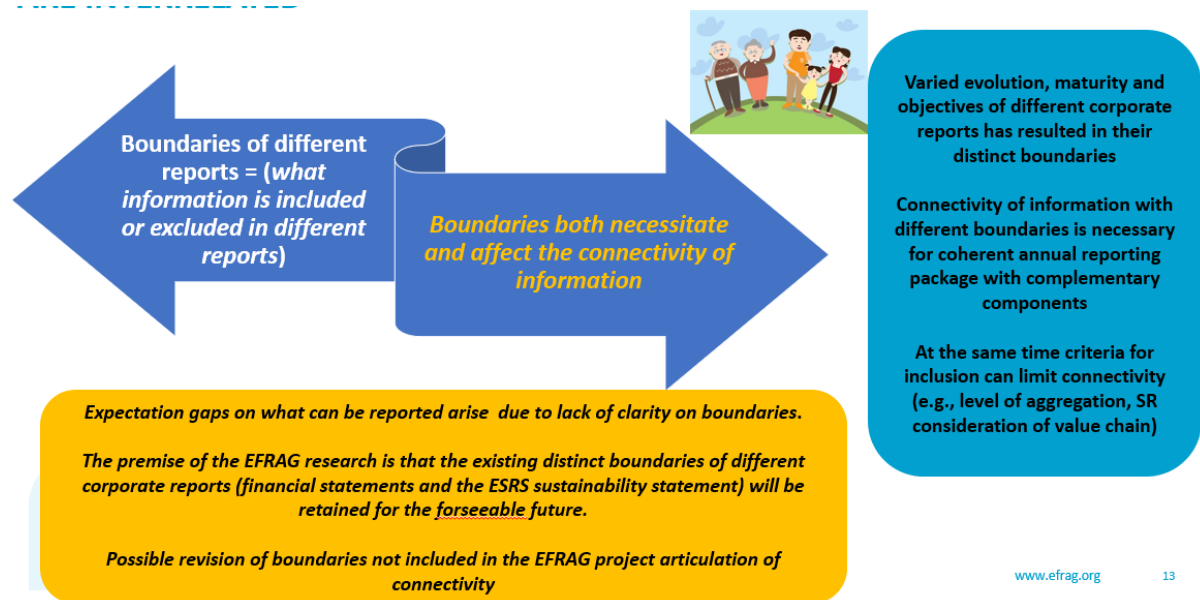 ARE INTERRELATED
Boundaries of different
reports = (what
information is included
or excluded in different
reports)
Boundaries both necessitate
and affect the connectivity of
information
Varied evolution, maturity and
objectives of different corporate
reports has resulted in their
distinct boundaries
Connectivity of information with
different boundaries is necessary
for coherent annual reporting
package with complementary
components
At the same time criteria for
inclusion can limit connectivity
(e.g., level of aggregation, SR
consideration of value chain)
Expectation gaps on what can be reported arise due to lack of clarity on boundaries.
The premise of the EFRAG research is that the existing distinct boundaries of different
corporate reports (financial statements and the ESRS sustainability statement) will be
retained for the forseeable future.
Possible revision of boundaries not included in the EFRAG project articulation of
connectivity
www.efrag.org
13